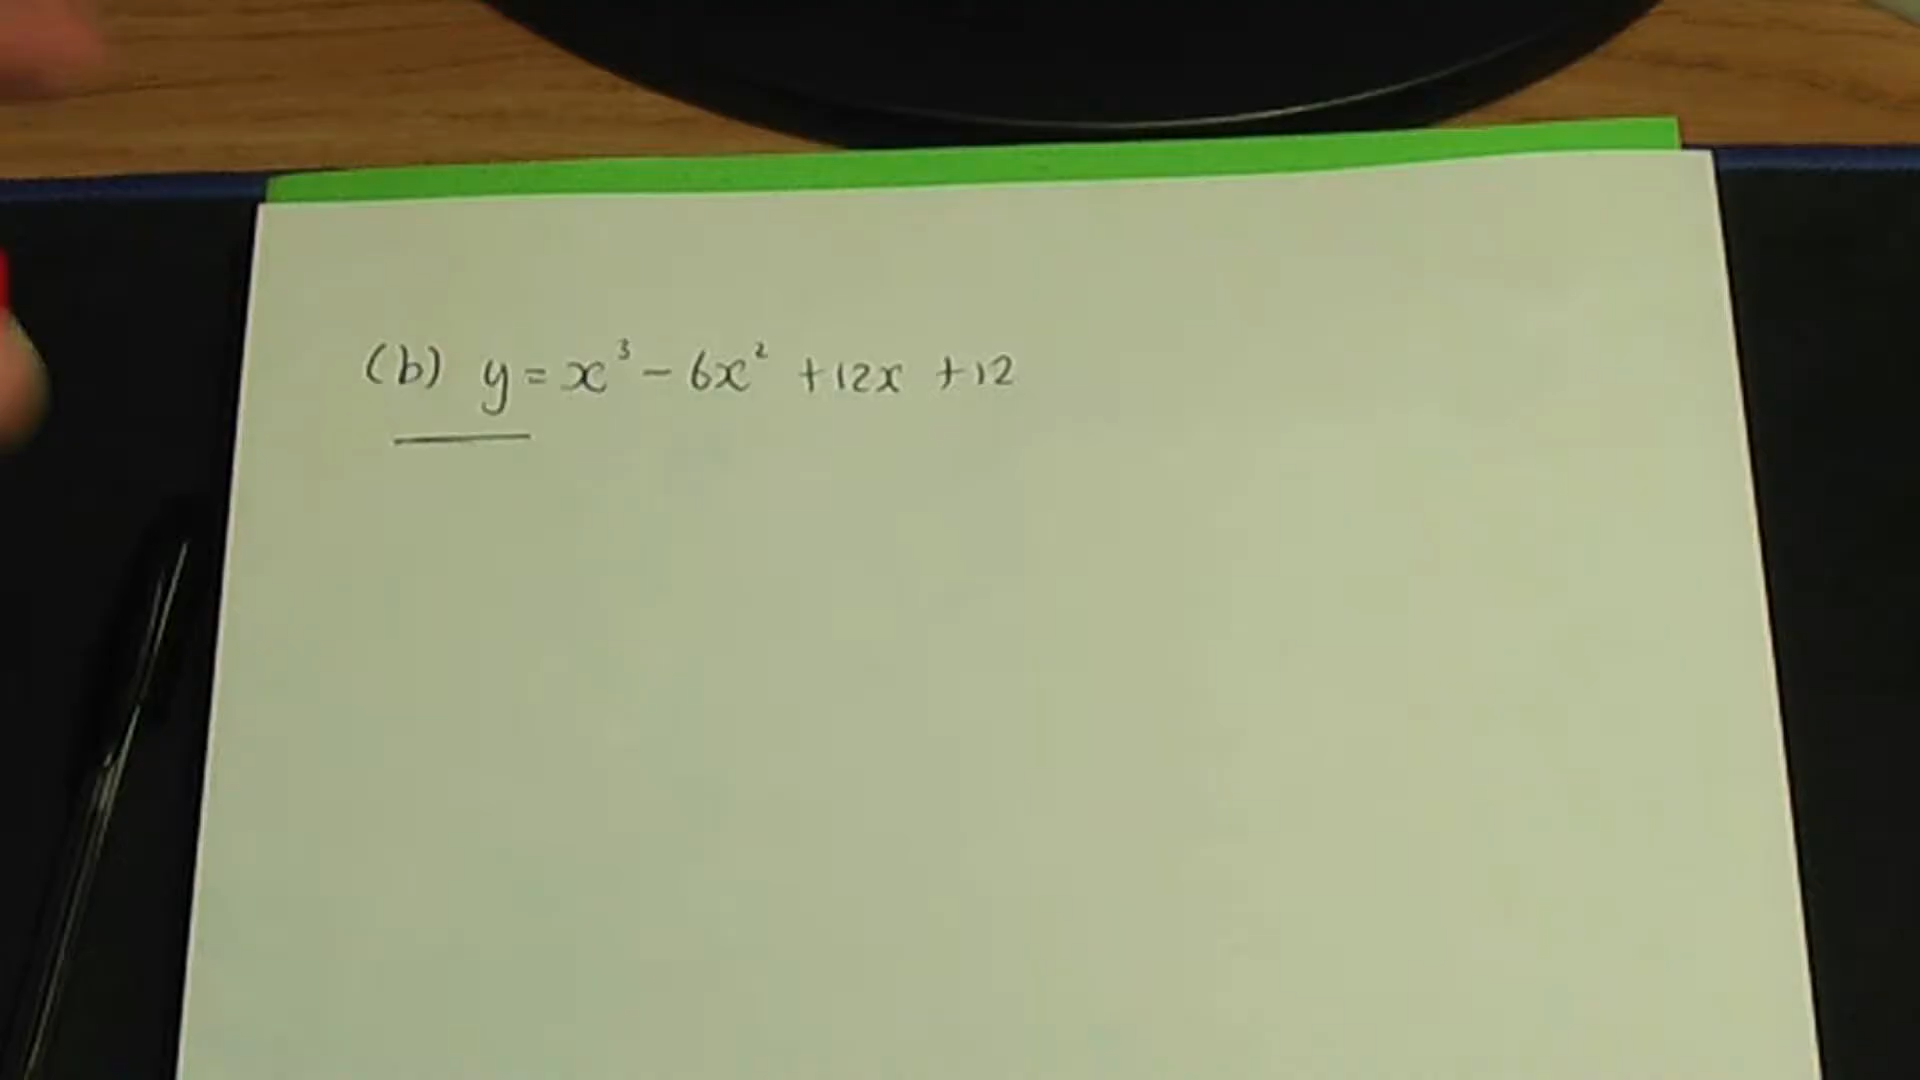 (b) y = x³ - 6x² + 12x + 12